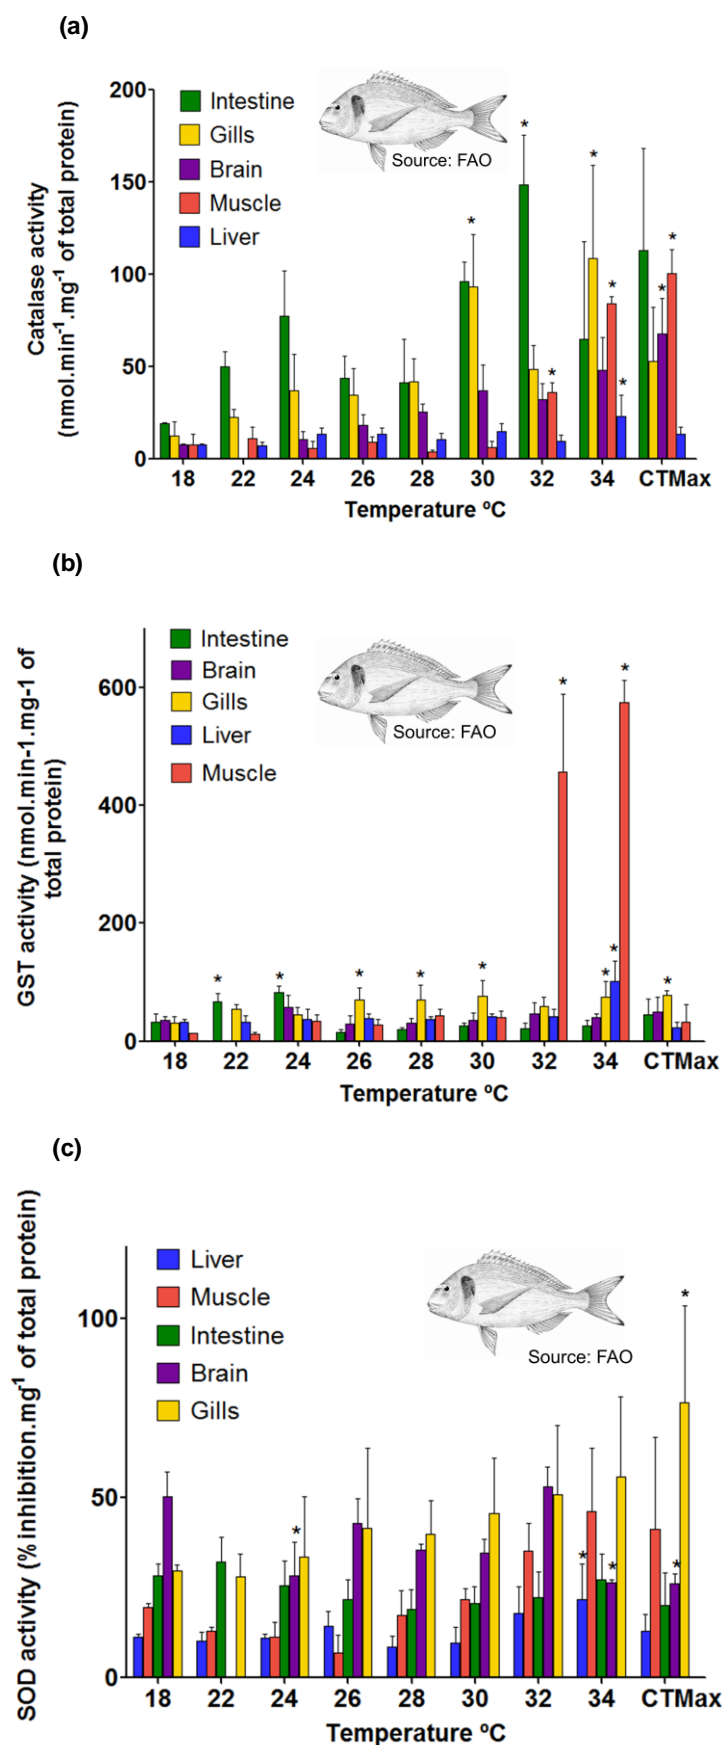 (a)
Catalase activity
(nmol.min-1.mg-1 of total protein)
200
150
100
50
0
Intestine
Gills
Brain
Muscle
Liver
Source: FAO
* * * * * * * *
18 22 24 26 28 30 32 34 CTMax
Temperature ºC
(b)
GST activity (nmol.min-1.mg-1 of
total protein)
600
400
200
0
Intestine
Brain
Gills
Liver
Muscle
Source: FAO
* * * * * * * * * *
18 22 24 26 28 30 32 34 CTMax
Temperature ºC
(c)
SOD activity (% inhibition.mg-1 of total protein)
100
50
0
Liver
Muscle
Intestine
Brain
Gills
Source: FAO
* * * * *
18 22 24 26 28 30 32 34 CTMax
Temperature ºC